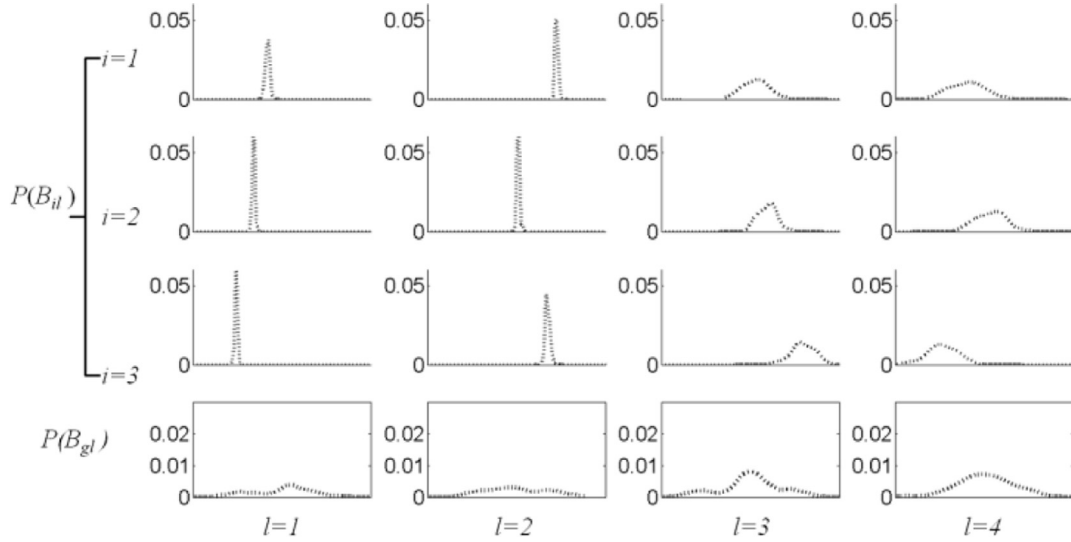 0.05 0.05 0.05 0.05
i=1
0 0 0 0
0.05 0.05 0.05 0.05
P(B_il)
i=2
0 0 0 0
0.05 0.05 0.05 0.05
0 0 0 0
i=3
P(B_gl)
0.02 0.02 0.02 0.02
0.01 0.01 0.01 0.01
0 0 0 0
l=1 l=2 l=3 l=4